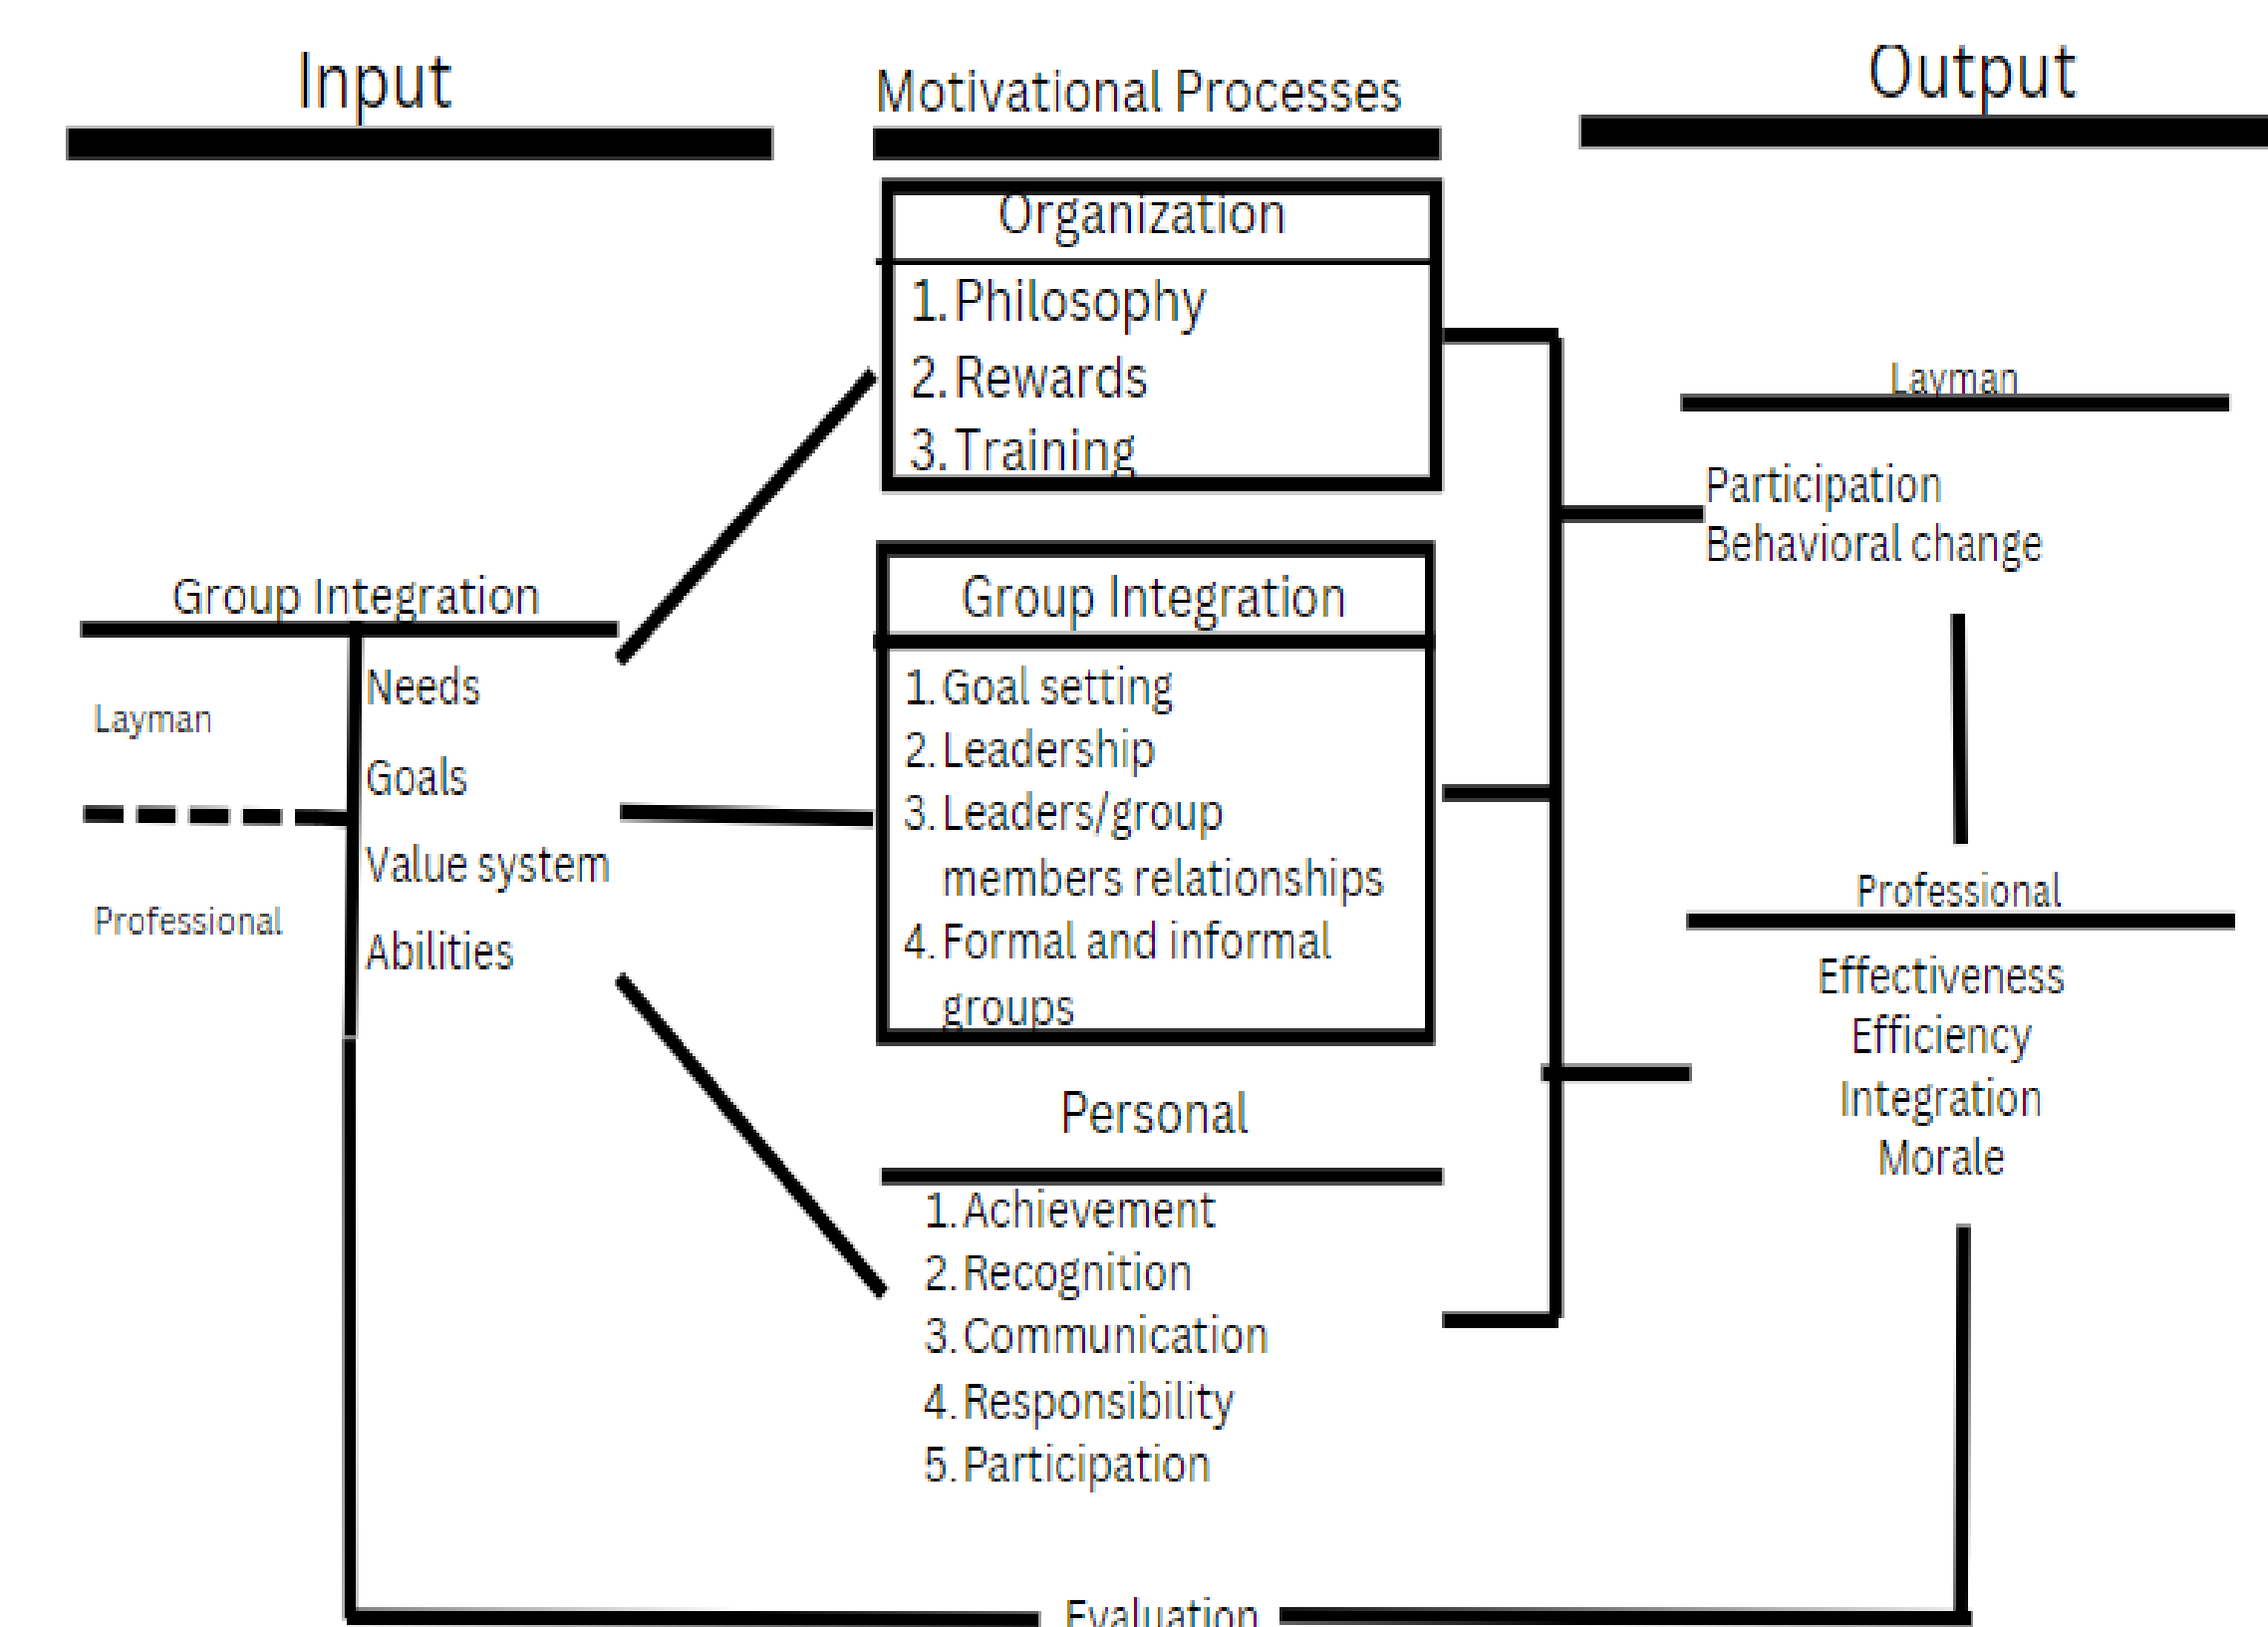 Input
Motivational Processes
Output
Organization
1. Philosophy
2. Rewards
3. Training
Group Integration
Layman
Professional
Needs
Goals
Value system
Abilities
Group Integration
1. Goal setting
2. Leadership
3. Leaders/group
members relationships
4. Formal and informal
groups
Personal
1. Achievement
2. Recognition
3. Communication
4. Responsibility
5. Participation
Layman
Participation
Behavioral change
Professional
Effectiveness
Efficiency
Integration
Morale
Evaluation